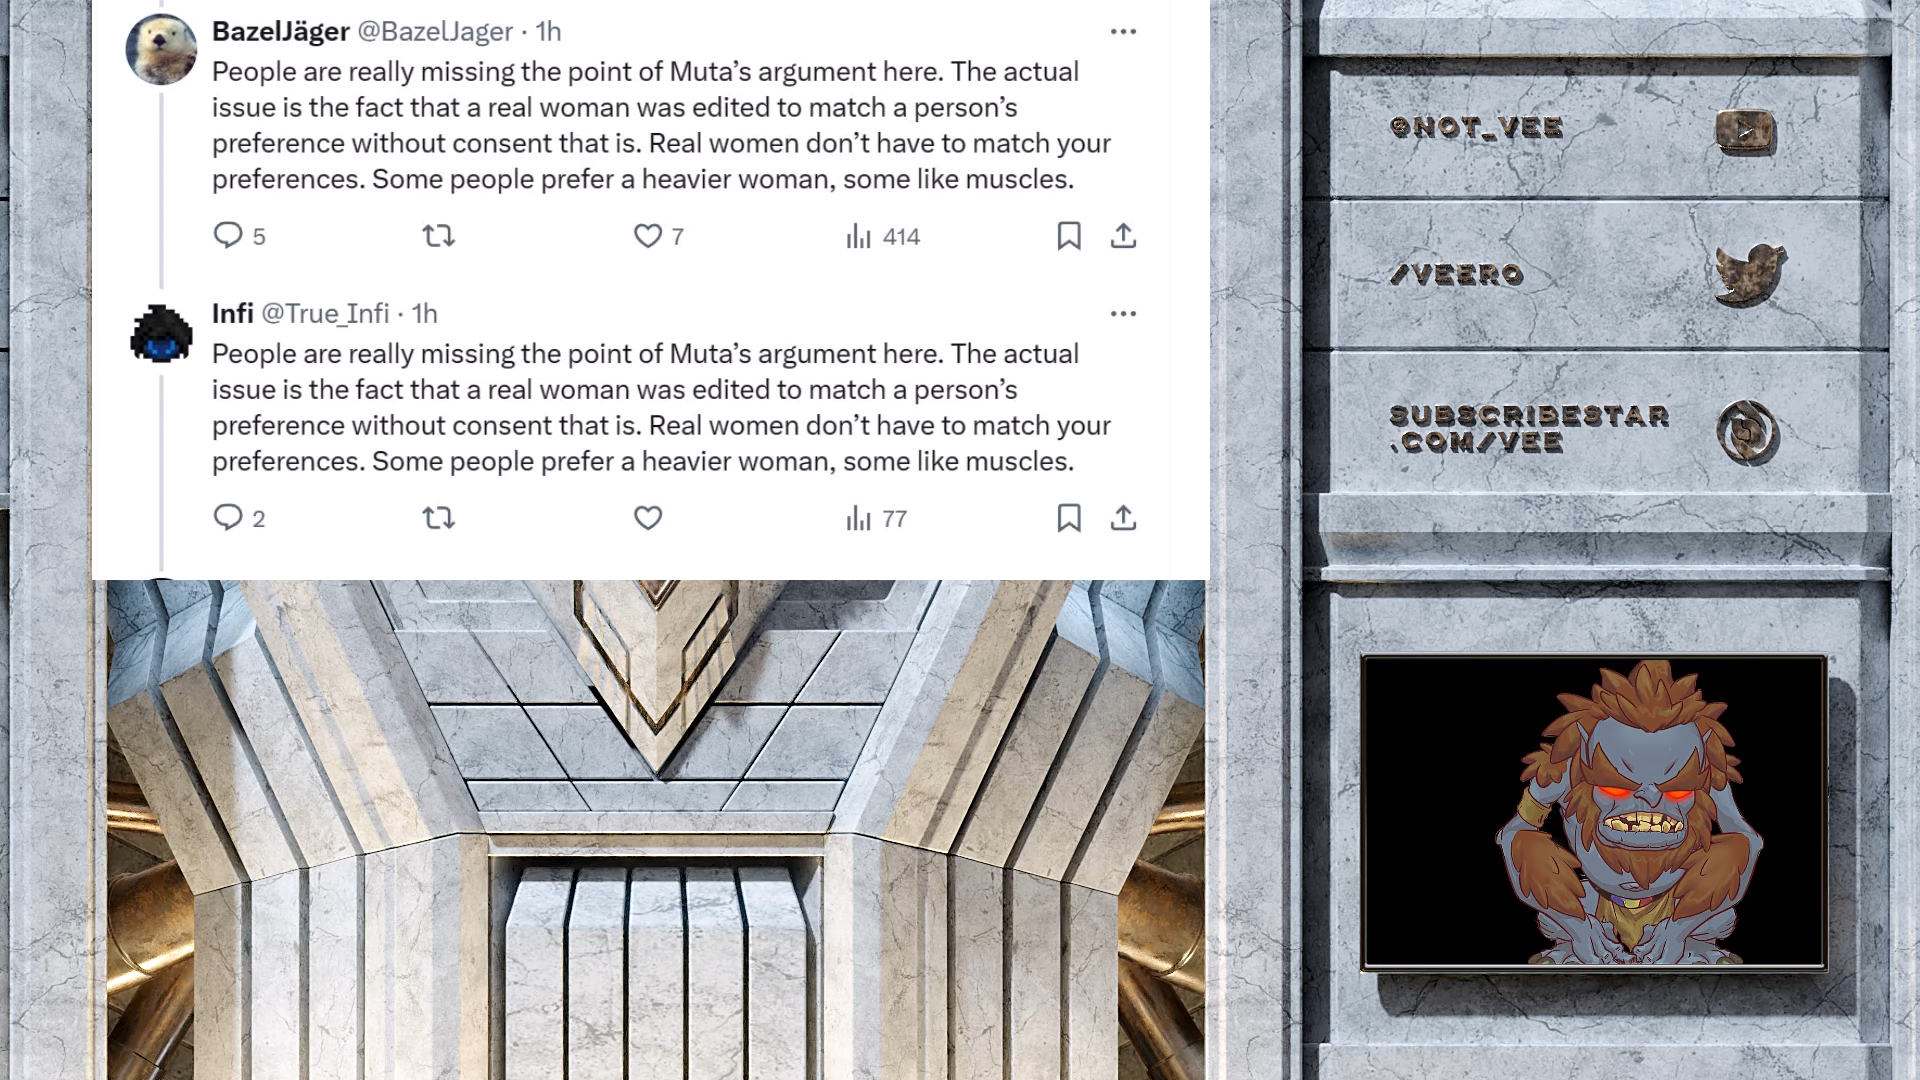 BazelJäger @BazelJager · 1h
People are really missing the point of Muta’s argument here. The actual
issue is the fact that a real woman was edited to match a person’s
preference without consent that is. Real women don’t have to match your
preferences. Some people prefer a heavier woman, some like muscles.
5 7 414
Infi @True_Infi · 1h
People are really missing the point of Muta’s argument here. The actual
issue is the fact that a real woman was edited to match a person’s
preference without consent that is. Real women don’t have to match your
preferences. Some people prefer a heavier woman, some like muscles.
2 77
@NOT_VEE
/VEERO
SUBSCRIBESTAR
.COM/VEE